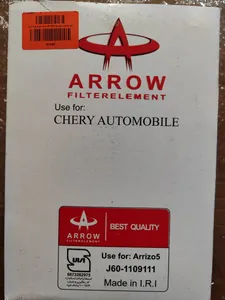 ARROW
FILTERELEMENT
Use for:
CHERY AUTOMOBILE
ARROW
FILTERELEMENT
BEST QUALITY
Use for: Arrizo5
J60-1109111
Made in I.R.I